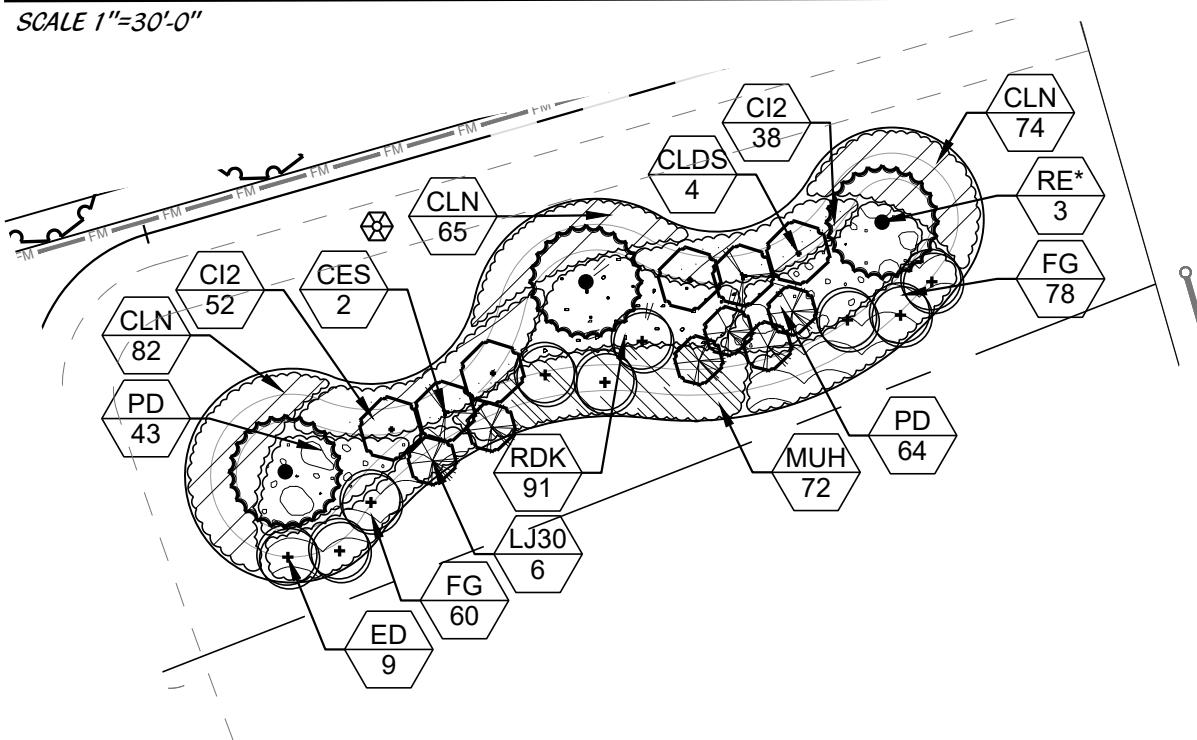 SCALE 1"=30'-0"
CI2
38
CLN
74
CLDS
4
RE*
3
CLN
65
FG
78
CI2
52
CES
2
CLN
82
PD
43
PD
64
RDK
91
MUH
72
LJ30
6
FG
60
ED
9
FM
FM
FM
FM
FM
FM
FM